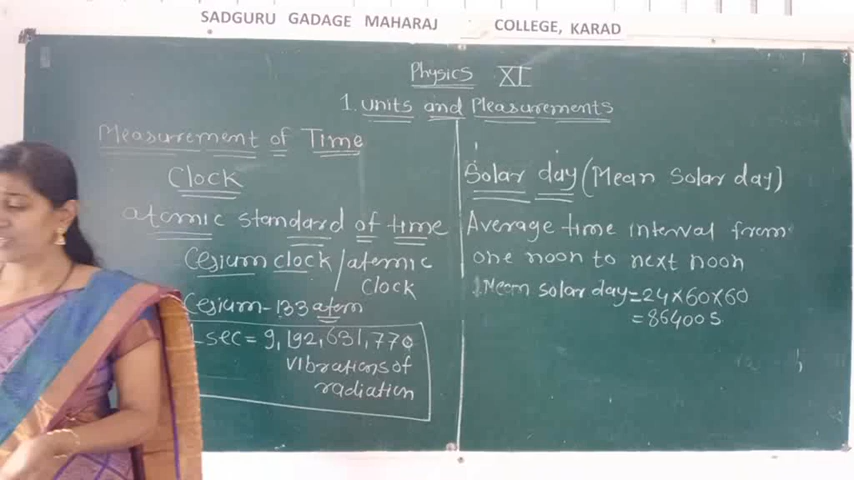 SADGURU GADAGE MAHARAJ COLLEGE, KARAD
Physics XI
1. Units and Measurements
Measurement of Time
Clock
atomic standard of time
Cesium clock / atomic
Clock
Cesium - 133 atom
1 sec = 9,192,631,770
vibrations of
radiation
Solar day (Mean Solar day)
Average time interval from
one noon to next noon
1 Mean solar day = 24×60×60
= 86400s